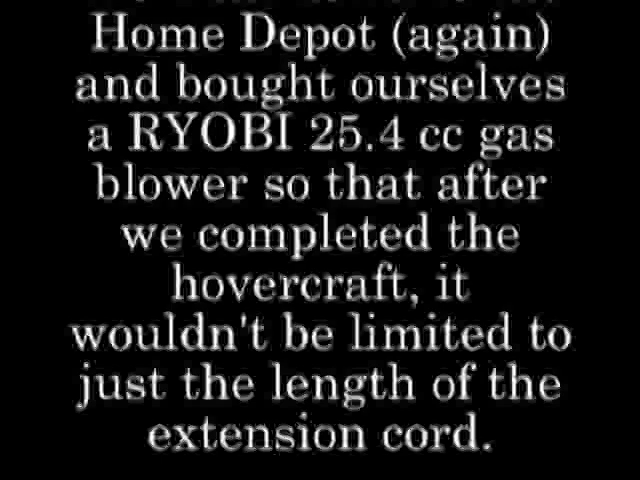 Home Depot (again)
and bought ourselves
a RYOBI 25.4 cc gas
blower so that after
we completed the
hovercraft, it
wouldn't be limited to
just the length of the
extension cord.